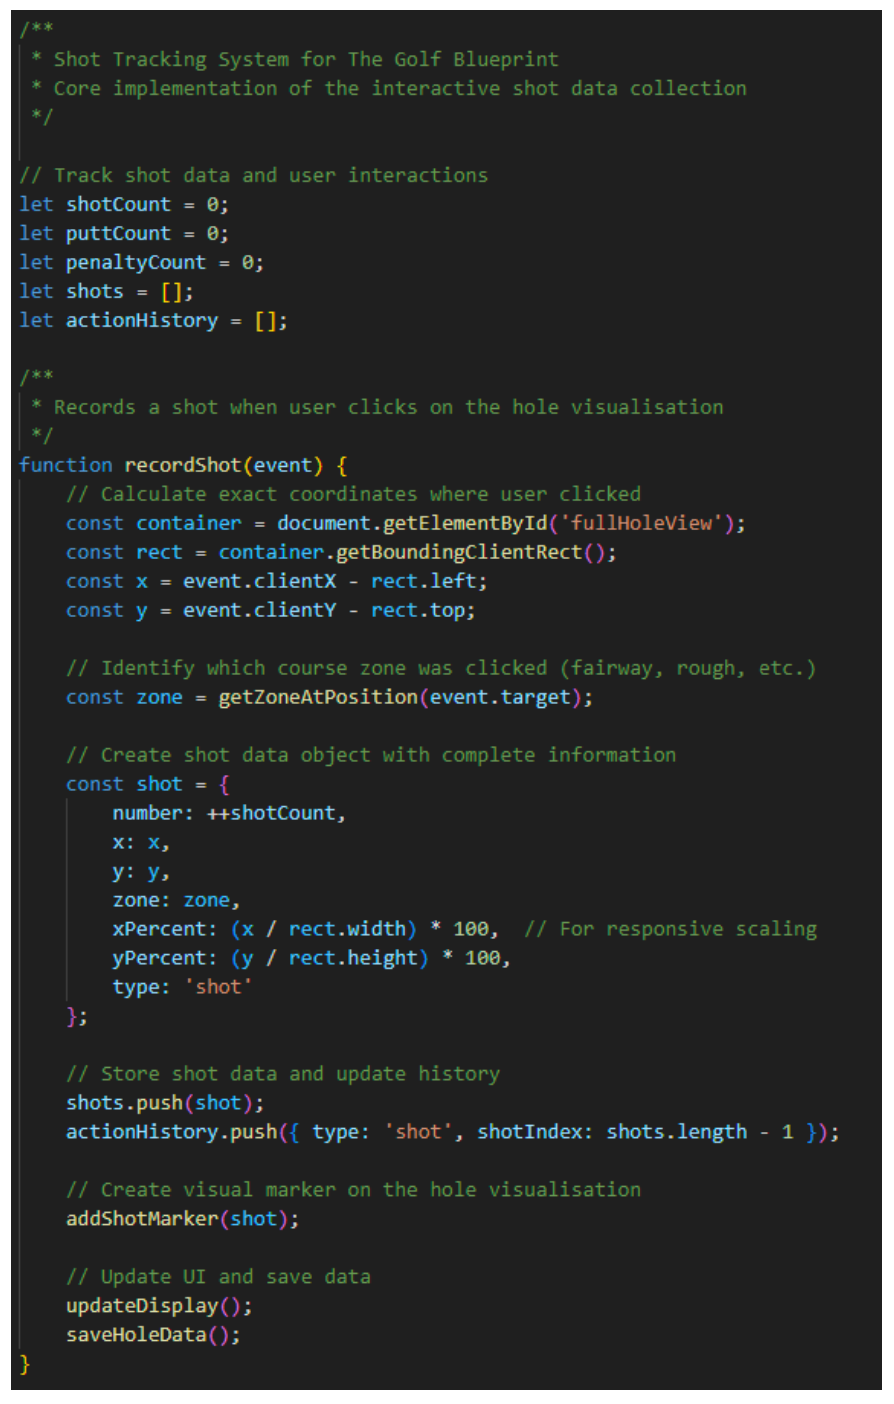 /**
 * Shot Tracking System for The Golf Blueprint
 * Core implementation of the interactive shot data collection
 */

// Track shot data and user interactions
let shotCount = 0;
let puttCount = 0;
let penaltyCount = 0;
let shots = [];
let actionHistory = [];

/**
 * Records a shot when user clicks on the hole visualisation
 */
function recordShot(event) {
    // Calculate exact coordinates where user clicked
    const container = document.getElementById('fullHoleView');
    const rect = container.getBoundingClientRect();
    const x = event.clientX - rect.left;
    const y = event.clientY - rect.top;

    // Identify which course zone was clicked (fairway, rough, etc.)
    const zone = getZoneAtPosition(event.target);

    // Create shot data object with complete information
    const shot = {
        number: ++shotCount,
        x: x,
        y: y,
        zone: zone,
        xPercent: (x / rect.width) * 100,  // For responsive scaling
        yPercent: (y / rect.height) * 100,
        type: 'shot'
    };

    // Store shot data and update history
    shots.push(shot);
    actionHistory.push({ type: 'shot', shotIndex: shots.length - 1 });

    // Create visual marker on the hole visualisation
    addShotMarker(shot);

    // Update UI and save data
    updateDisplay();
    saveHoleData();
}